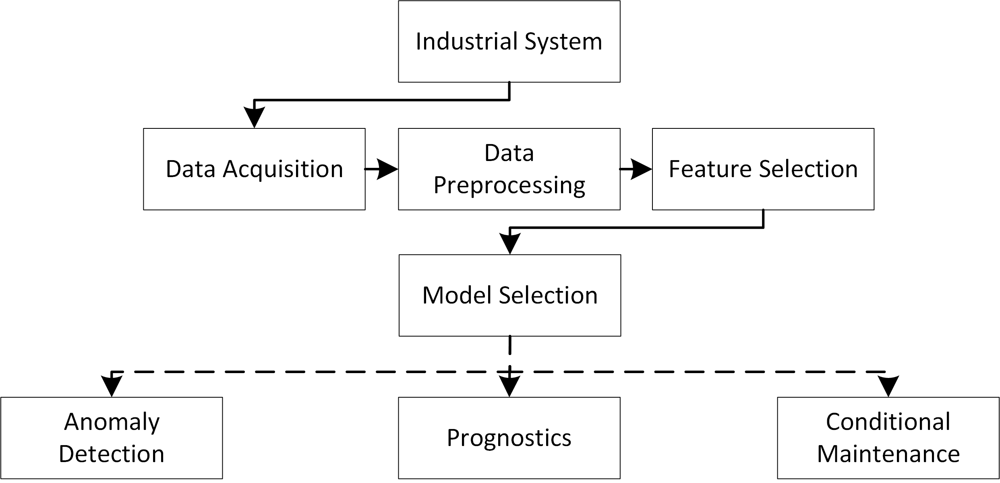 Industrial System
Data Acquisition
Data
Preprocessing
Feature Selection
Model Selection
Anomaly
Detection
Prognostics
Conditional
Maintenance